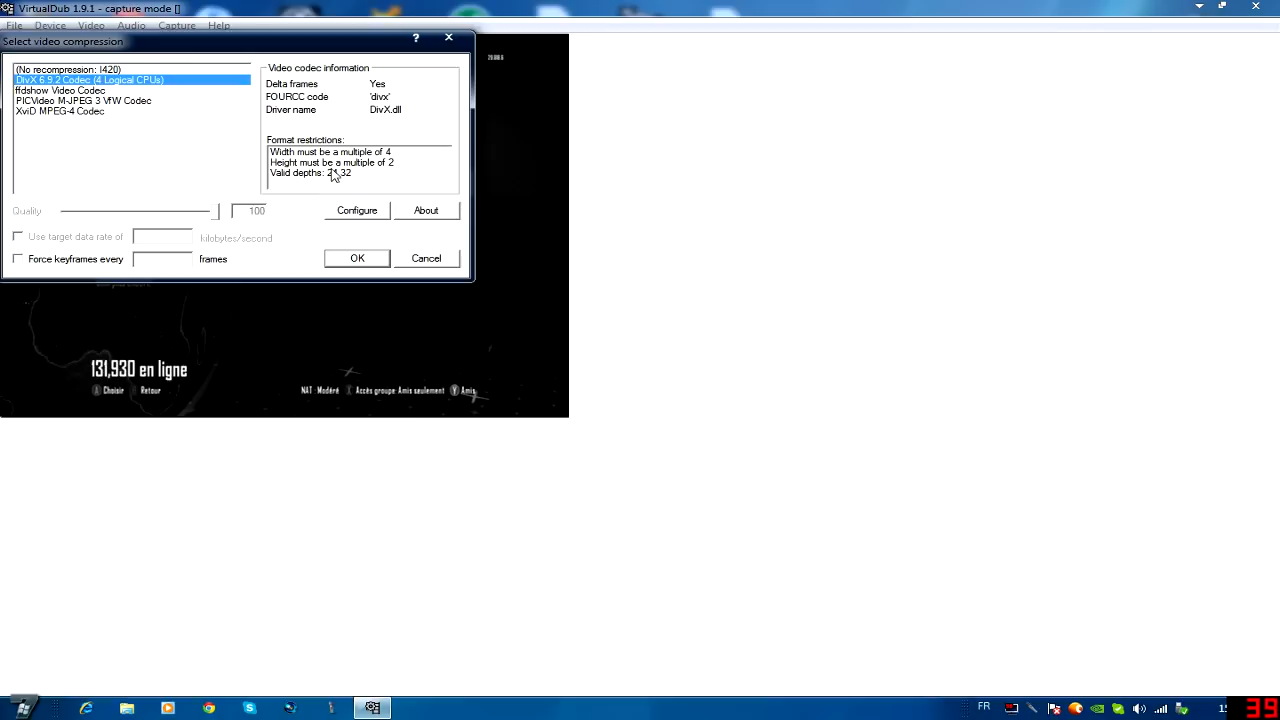 VirtualDub 1.9.1 - capture mode []
File Device Video Audio Capture Help
Select video compression
(No recompression: I420)
DivX 6.9.2 Codec (4 Logical CPUs)
ffdshow Video Codec
PICVideo M-JPEG 3 VfW Codec
XviD MPEG-4 Codec
Video codec information
Delta frames Yes
FOURCC code 'divx'
Driver name DivX.dll
Format restrictions:
Width must be a multiple of 4
Height must be a multiple of 2
Valid depths: 24,32
Quality 100
Configure About
Use target data rate of kilobytes/second
Force keyframes every frames
OK Cancel
131,930 en ligne
A Choisir Retour
NAT : Modéré Accès groupe: Amis seulement Y Amis
FR
39